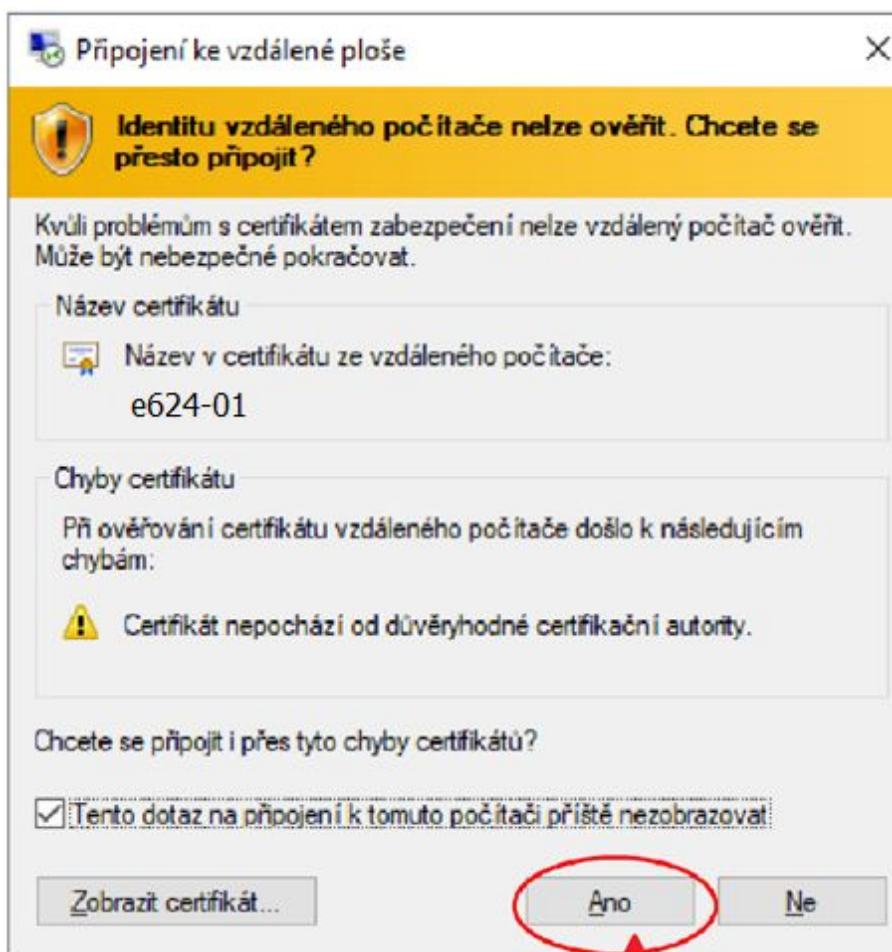 Připojení ke vzdálené ploše
Identitu vzdáleného počítače nelze ověřit. Chcete se
přesto připojit?
Kvůli problémům s certifikátem zabezpečení nelze vzdálený počítač ověřit.
Může být nebezpečné pokračovat.
Název certifikátu
Název v certifikátu ze vzdáleného počítače:
e624-01
Chyby certifikátu
Při ověřování certifikátu vzdáleného počítače došlo k následujícím
chybám:
Certifikát nepochází od důvěryhodné certifikační autority.
Chcete se připojit i přes tyto chyby certifikátů?
Tento dotaz na připojení k tomuto počítači příště nezobrazovat
Zobrazit certifikát...
Ano
Ne